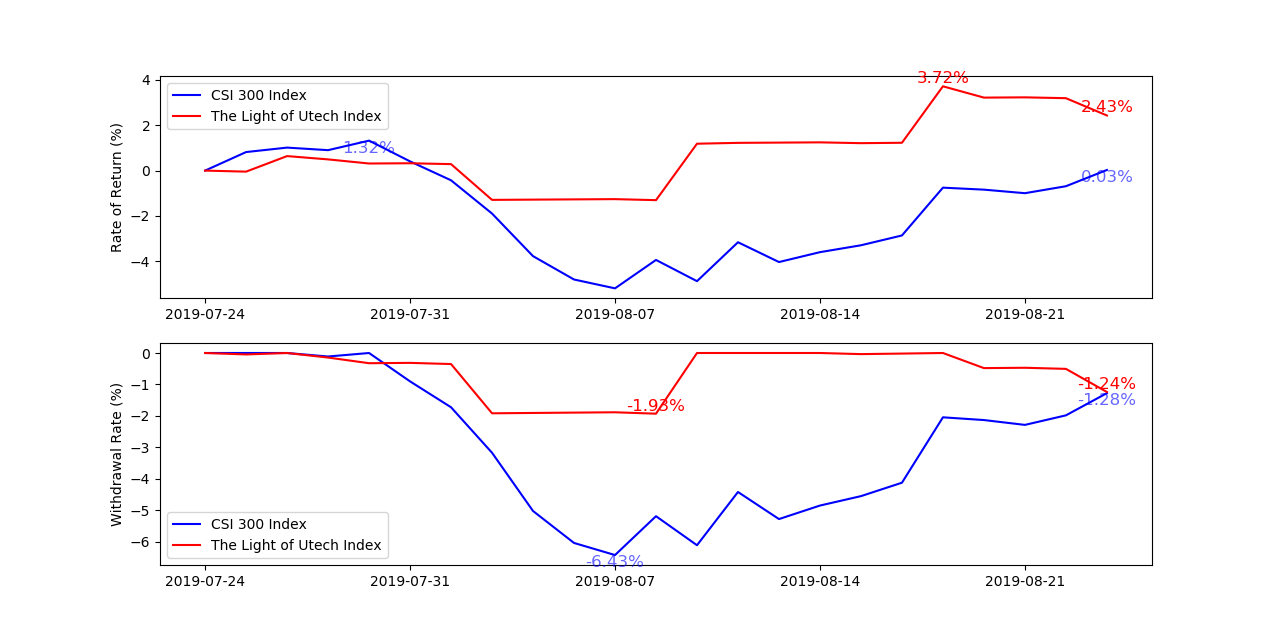 4
2
0
−2
−4
Rate of Return (%)
CSI 300 Index
The Light of Utech Index
1.32%
3.72%
2.43%
0.03%
2019-07-24 2019-07-31 2019-08-07 2019-08-14 2019-08-21
0
−1
−2
−3
−4
−5
−6
Withdrawal Rate (%)
-1.93%
-1.24%
-1.28%
CSI 300 Index
The Light of Utech Index
-6.43%
2019-07-24 2019-07-31 2019-08-07 2019-08-14 2019-08-21